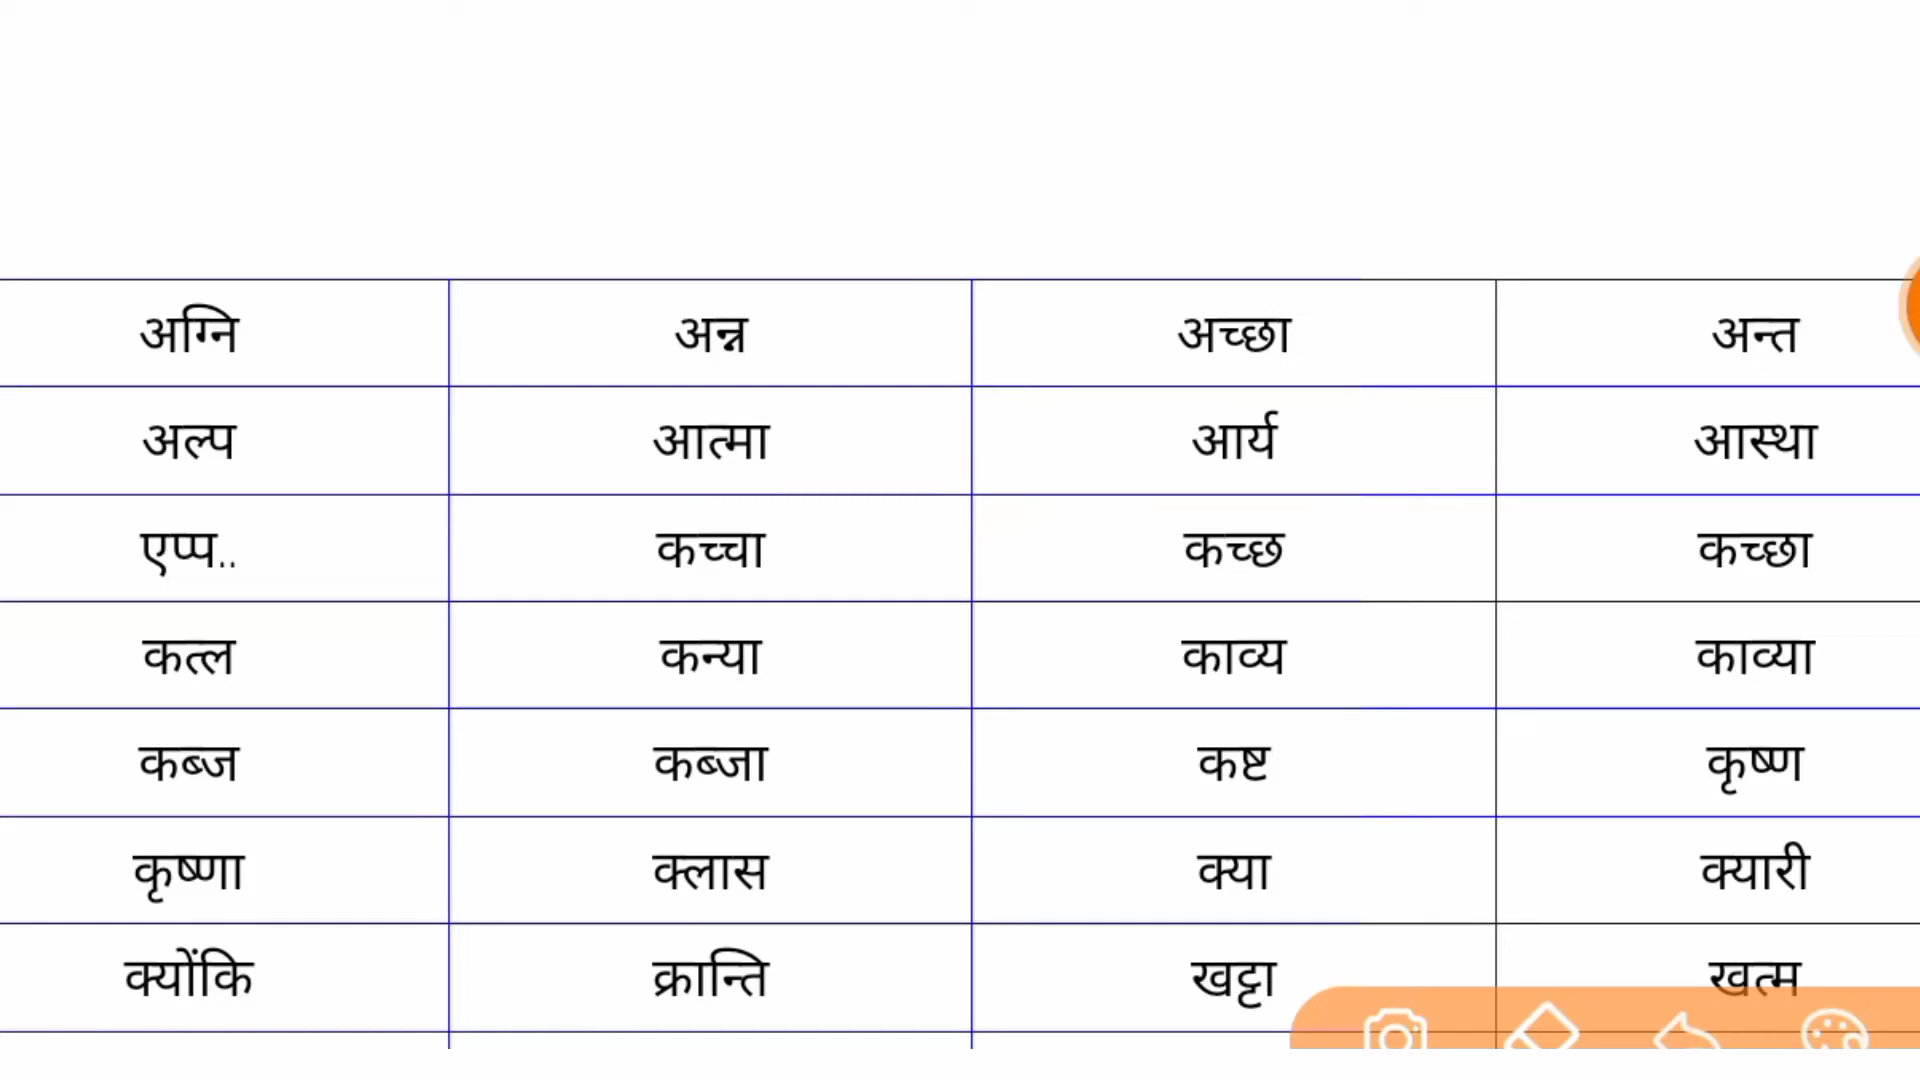 अग्नि अन्न अच्छा अन्त
अल्प आत्मा आर्य आस्था
एप्प.. कच्चा कच्छ कच्छा
कत्ल कन्या काव्य काव्या
कब्ज कब्जा कष्ट कृष्ण
कृष्णा क्लास क्या क्यारी
क्योंकि क्रान्ति खट्टा खत्म